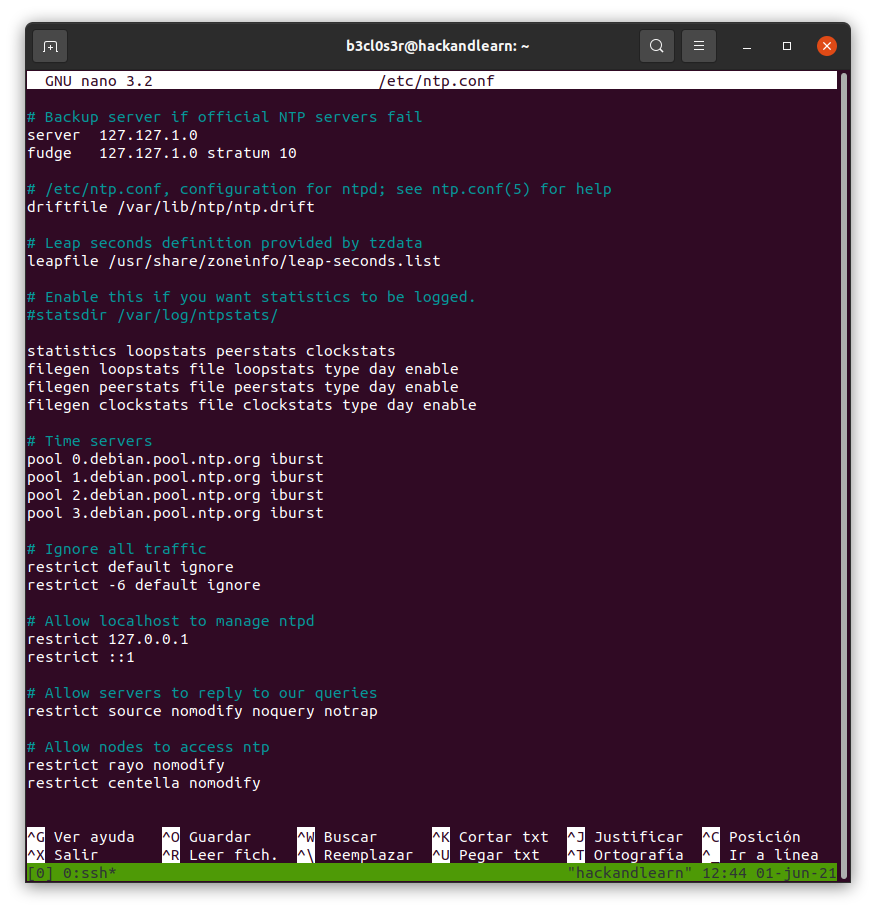 b3cl0s3r@hackandlearn: ~
GNU nano 3.2 /etc/ntp.conf
# Backup server if official NTP servers fail
server  127.127.1.0
fudge   127.127.1.0 stratum 10
# /etc/ntp.conf, configuration for ntpd; see ntp.conf(5) for help
driftfile /var/lib/ntp/ntp.drift
# Leap seconds definition provided by tzdata
leapfile /usr/share/zoneinfo/leap-seconds.list
# Enable this if you want statistics to be logged.
#statsdir /var/log/ntpstats/
statistics loopstats peerstats clockstats
filegen loopstats file loopstats type day enable
filegen peerstats file peerstats type day enable
filegen clockstats file clockstats type day enable
# Time servers
pool 0.debian.pool.ntp.org iburst
pool 1.debian.pool.ntp.org iburst
pool 2.debian.pool.ntp.org iburst
pool 3.debian.pool.ntp.org iburst
# Ignore all traffic
restrict default ignore
restrict -6 default ignore
# Allow localhost to manage ntpd
restrict 127.0.0.1
restrict ::1
# Allow servers to reply to our queries
restrict source nomodify noquery notrap
# Allow nodes to access ntp
restrict rayo nomodify
restrict centella nomodify
^G Ver ayuda ^O Guardar ^W Buscar ^K Cortar txt ^J Justificar ^C Posición
^X Salir ^R Leer fich. ^\ Reemplazar ^U Pegar txt ^T Ortografía ^_ Ir a línea
[0] 0:ssh* "hackandlearn" 12:44 01-jun-21